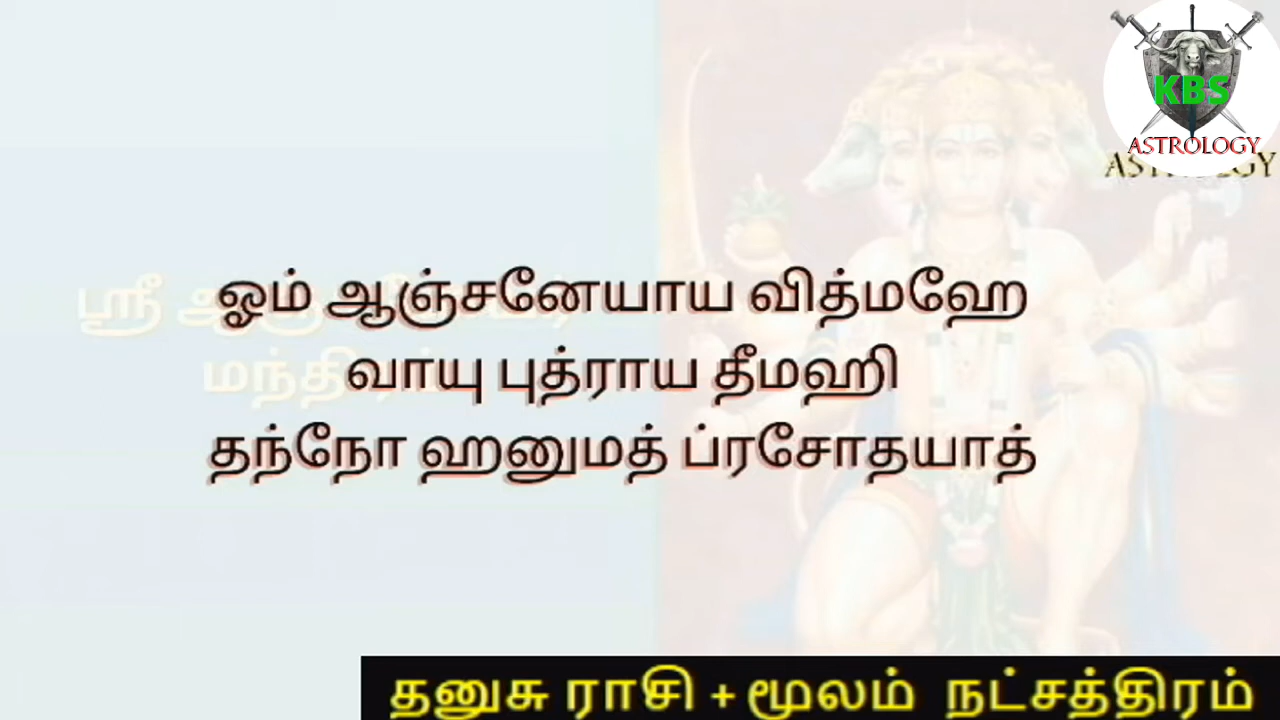 KBS
ASTROLOGY
ஓம் ஆஞ்சனேயாய வித்மஹே
வாயு புத்ராய தீமஹி
தந்நோ ஹனுமத் ப்ரசோதயாத்
தனுசு ராசி + மூலம் நட்சத்திரம்